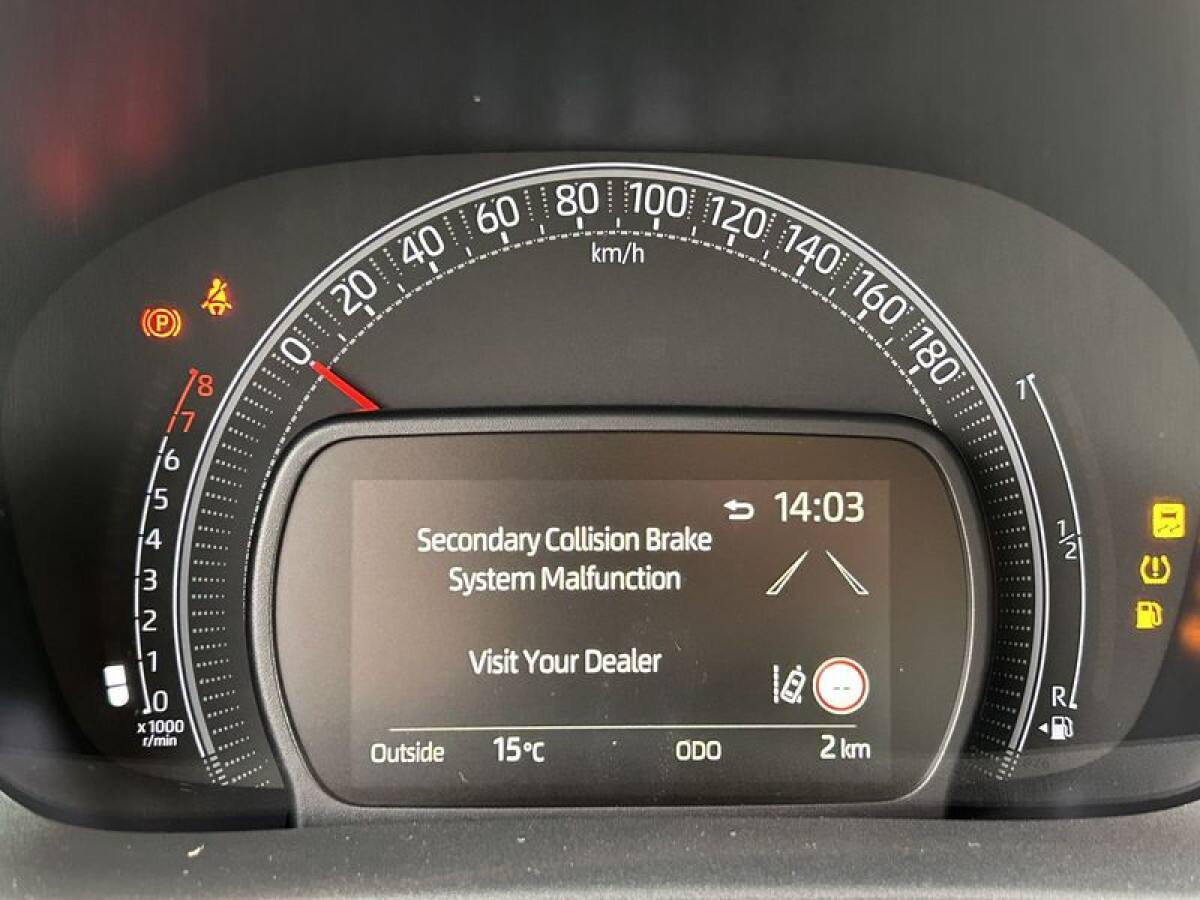 0
20
40
60
80
100
120
140
160
180
km/h
P
8
7
6
5
4
3
2
1
0
x 1000
r/min
1
1/2
R
14:03
Secondary Collision Brake
System Malfunction
Visit Your Dealer
--
Outside 15°C ODO 2 km